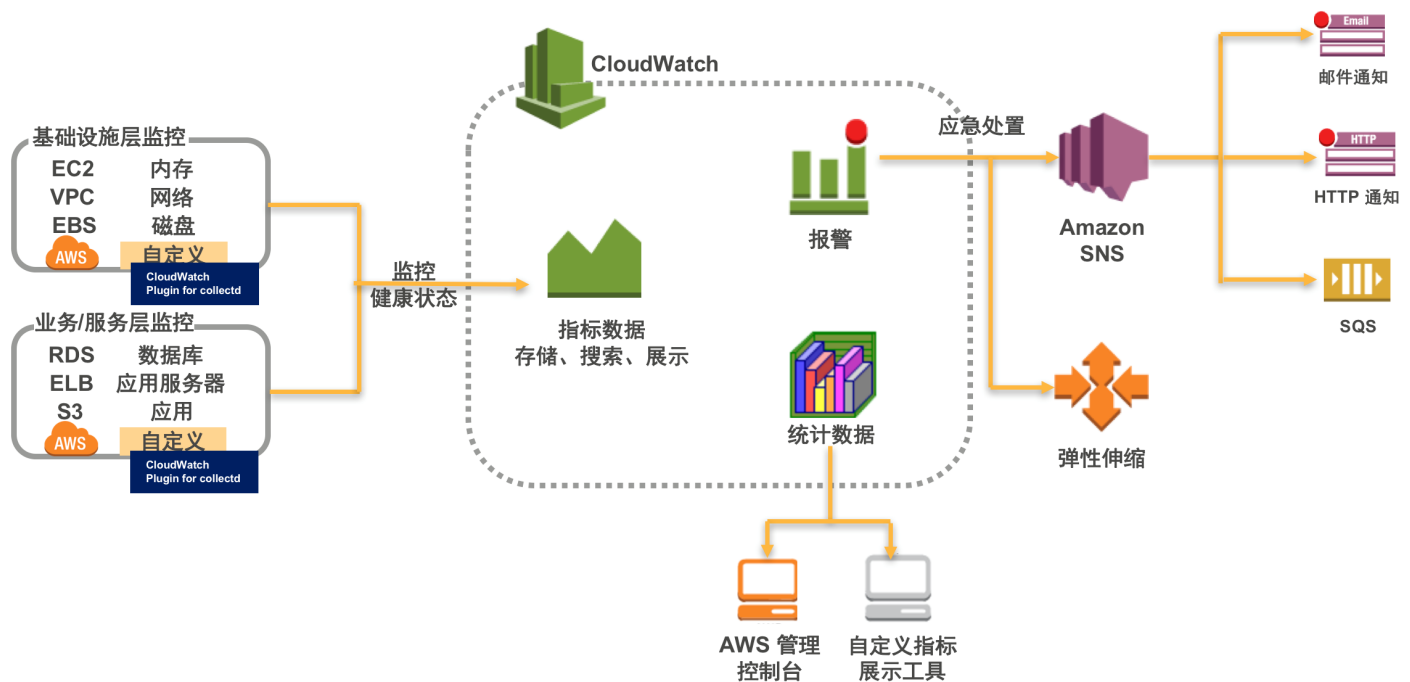 CloudWatch
基础设施层监控
EC2 内存
VPC 网络
EBS 磁盘
AWS 自定义
CloudWatch
Plugin for collectd
业务/服务层监控
RDS 数据库
ELB 应用服务器
S3 应用
AWS 自定义
CloudWatch
Plugin for collectd
监控
健康状态
指标数据
存储、搜索、展示
报警
统计数据
应急处置
Amazon
SNS
弹性伸缩
Email
邮件通知
HTTP
HTTP 通知
SQS
AWS 管理
控制台
自定义指标
展示工具